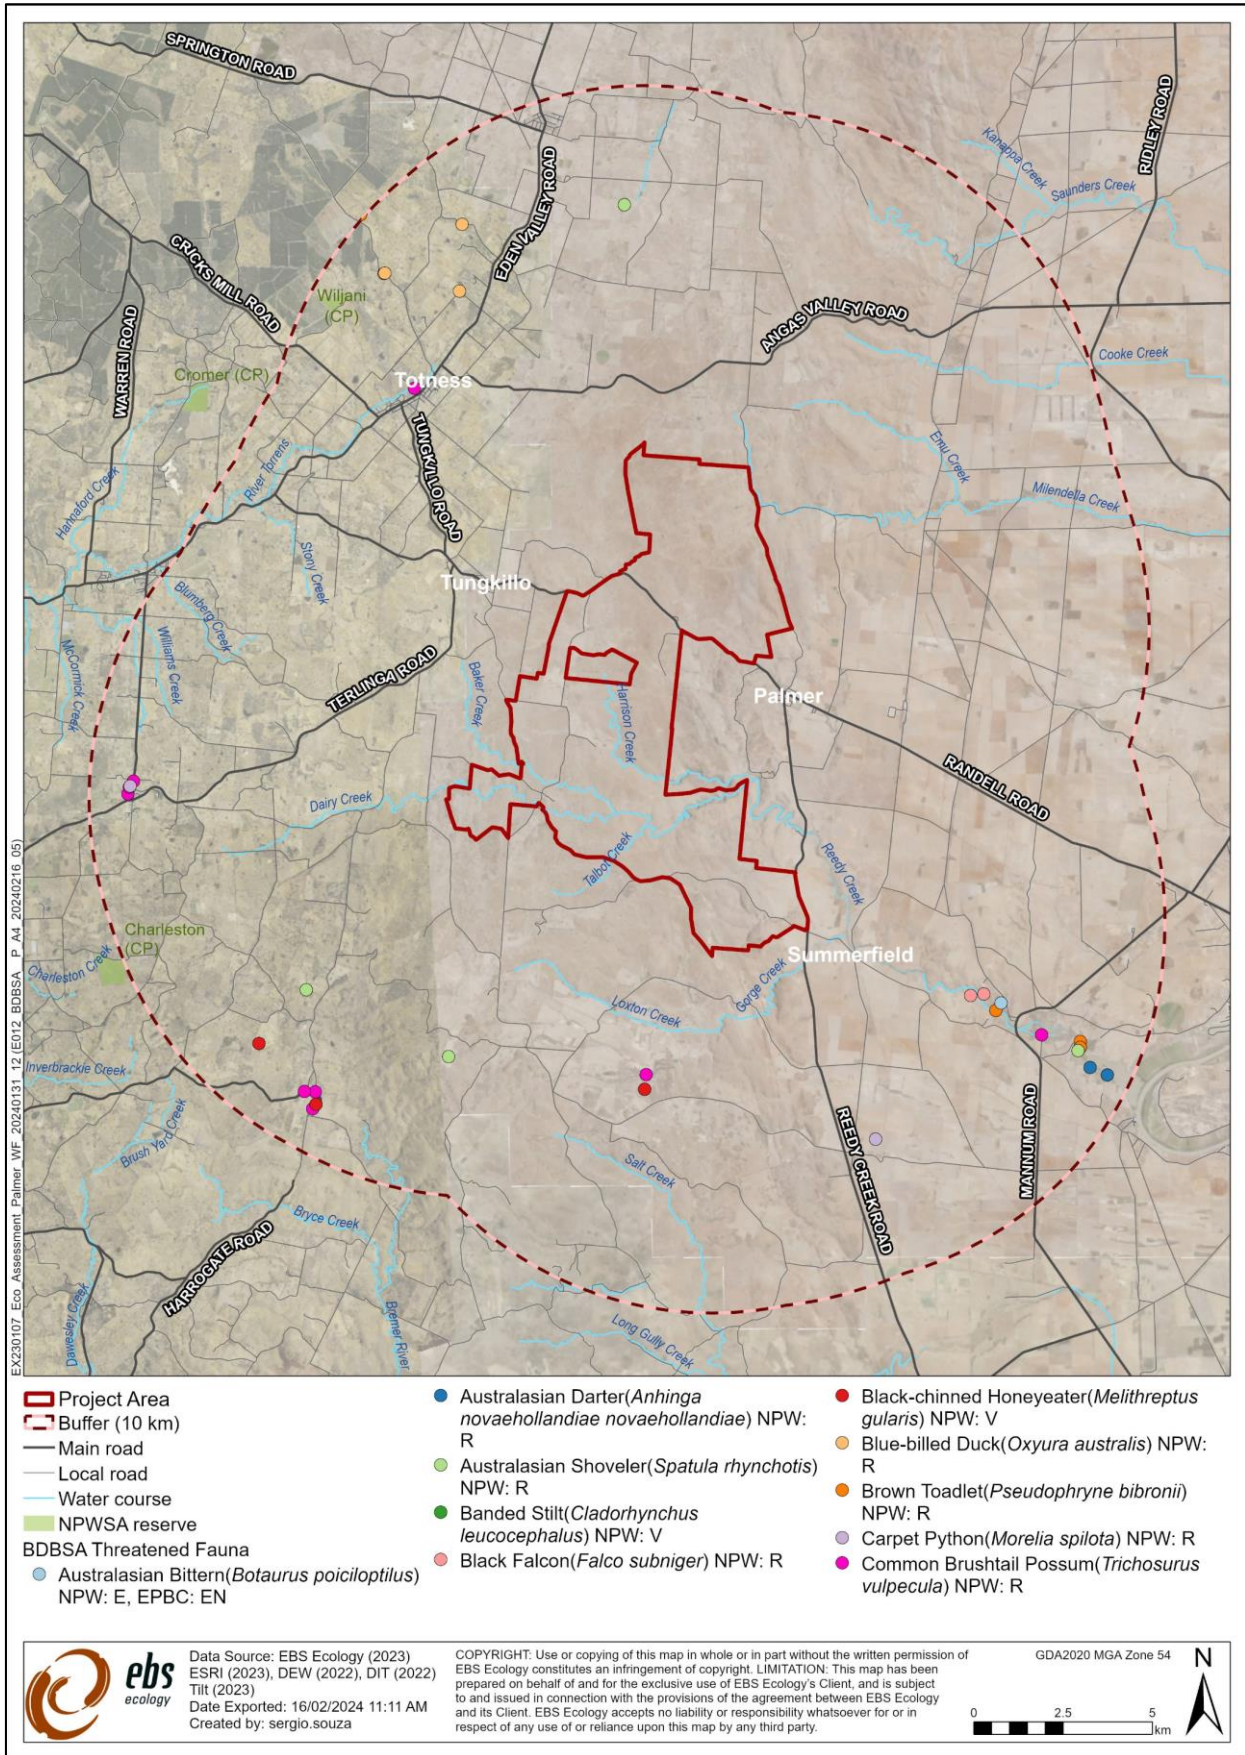 SPRINGTON ROAD
RIDLEY ROAD
Kanappa Creek
Saunders Creek
EDEN VALLEY ROAD
CRICKS MILL ROAD
Wiljani
(CP)
WARREN ROAD
ANGAS VALLEY ROAD
Cooke Creek
Cromer (CP)
Totness
TUNGKILLO ROAD
Emu Creek
Milendella Creek
Hannaford Creek
River Torrens
Stony Creek
Tungkillo
Blumberg Creek
McCormick Creek
Williams Creek
TERLINGA ROAD
Baker Creek
Harrison Creek
Palmer
RANDELL ROAD
Dairy Creek
Talbot Creek
Reedy Creek
Charleston
(CP)
Charleston Creek
Summerfield
Loxton Creek
Gorge Creek
Inverbrackie Creek
Brush Yard Creek
Salt Creek
REEDY CREEK ROAD
MANNUM ROAD
Bryce Creek
HARROGATE ROAD
Dawesley Creek
Bremer River
Long Gully Creek
EX230107_Eco_Assessment_Palmer_WF_20240131_12 (E012_BDBSA__P_A4_20240216_05)
Project Area
Buffer (10 km)
Main road
Local road
Water course
NPWSA reserve
BDBSA Threatened Fauna
Australasian Bittern(Botaurus poiciloptilus)
NPW: E, EPBC: EN
Australasian Darter(Anhinga
novaehollandiae novaehollandiae) NPW:
R
Australasian Shoveler(Spatula rhynchotis)
NPW: R
Banded Stilt(Cladorhynchus
leucocephalus) NPW: V
Black Falcon(Falco subniger) NPW: R
Black-chinned Honeyeater(Melithreptus
gularis) NPW: V
Blue-billed Duck(Oxyura australis) NPW:
R
Brown Toadlet(Pseudophryne bibronii)
NPW: R
Carpet Python(Morelia spilota) NPW: R
Common Brushtail Possum(Trichosurus
vulpecula) NPW: R
ebs
ecology
Data Source: EBS Ecology (2023)
ESRI (2023), DEW (2022), DIT (2022)
Tilt (2023)
Date Exported: 16/02/2024 11:11 AM
Created by: sergio.souza
COPYRIGHT: Use or copying of this map in whole or in part without the written permission of
EBS Ecology constitutes an infringement of copyright. LIMITATION: This map has been
prepared on behalf of and for the exclusive use of EBS Ecology's Client, and is subject
to and issued in connection with the provisions of the agreement between EBS Ecology
and its Client. EBS Ecology accepts no liability or responsibility whatsoever for or in
respect of any use of or reliance upon this map by any third party.
GDA2020 MGA Zone 54
N
0 2.5 5
km